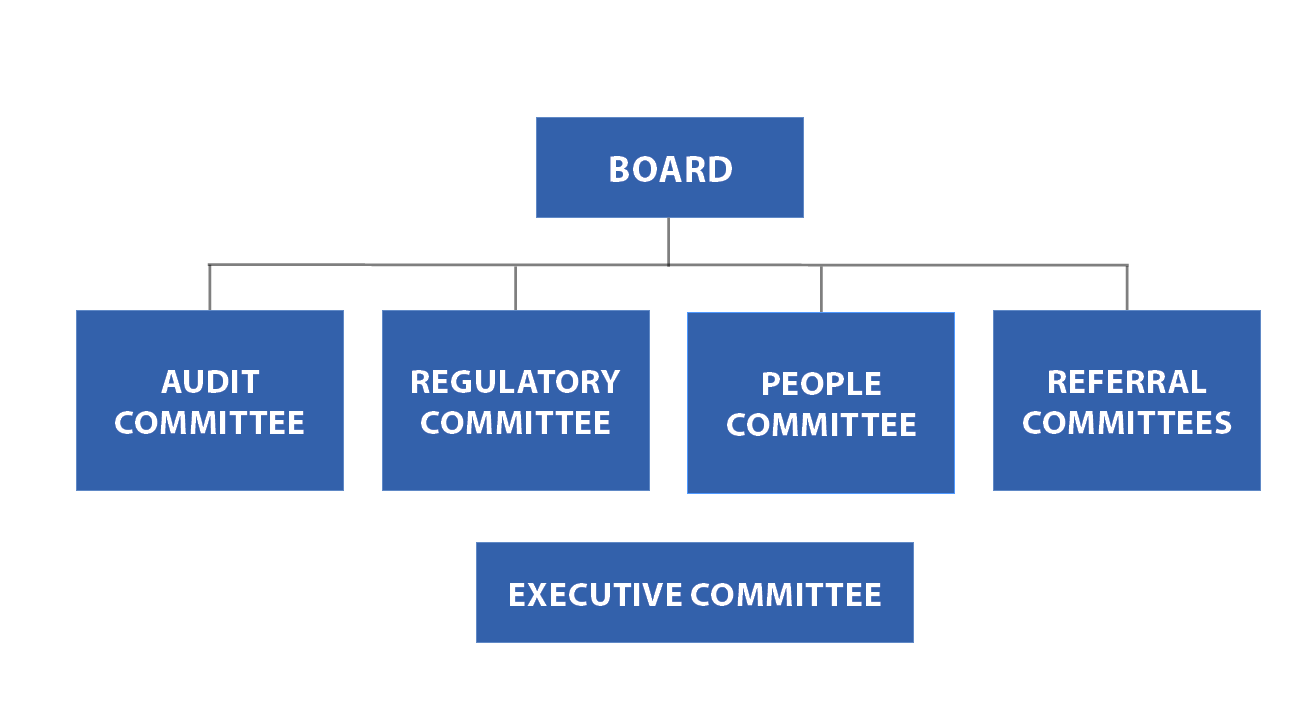 BOARD
AUDIT
COMMITTEE
REGULATORY
COMMITTEE
PEOPLE
COMMITTEE
REFERRAL
COMMITTEES
EXECUTIVE COMMITTEE